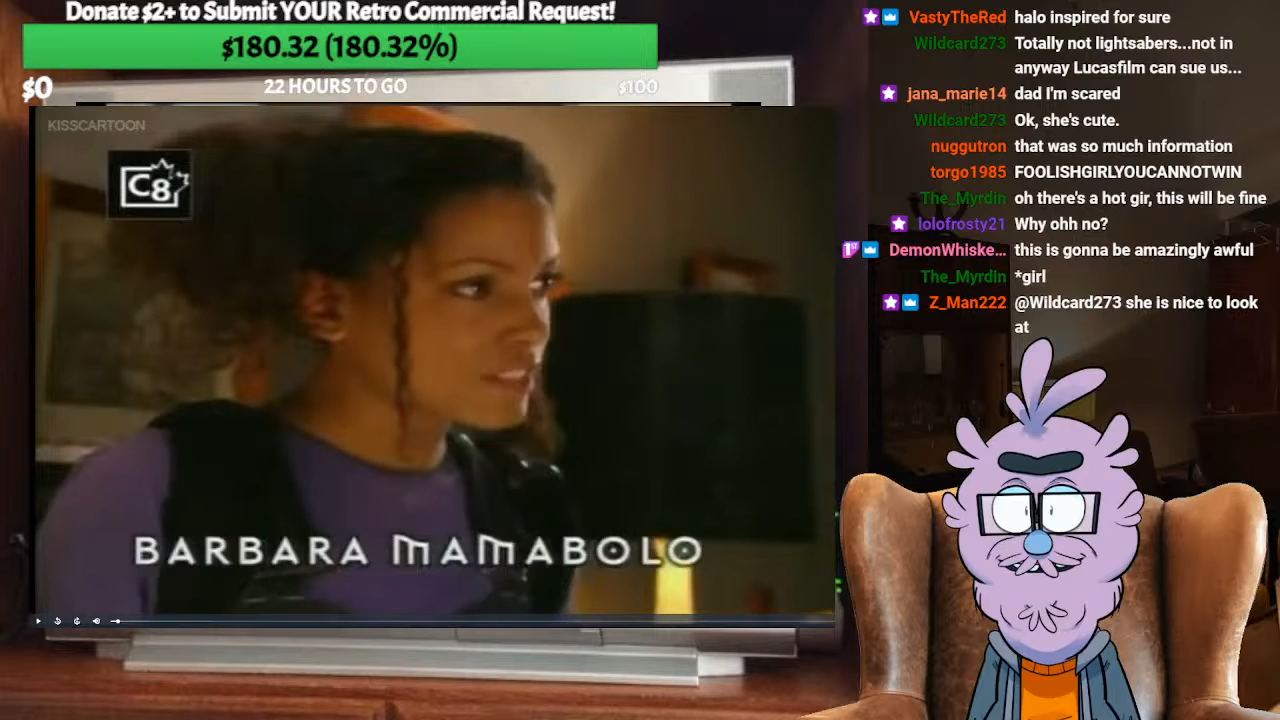 Donate $2+ to Submit YOUR Retro Commercial Request!
$180.32 (180.32%)
$0
22 HOURS TO GO
$100
KISSCARTOON
C8
BARBARA MAMABOLO
VastyTheRed halo inspired for sure
Wildcard273 Totally not lightsabers...not in
anyway Lucasfilm can sue us...
jana_marie14 dad I'm scared
Wildcard273 Ok, she's cute.
nuggutron that was so much information
torgo1985 FOOLISHGIRLYOUCANNOTWIN
The_Myrdin oh there's a hot gir, this will be fine
lolofrosty21 Why ohh no?
1st DemonWhiske... this is gonna be amazingly awful
The_Myrdin *girl
Z_Man222 @Wildcard273 she is nice to look
at